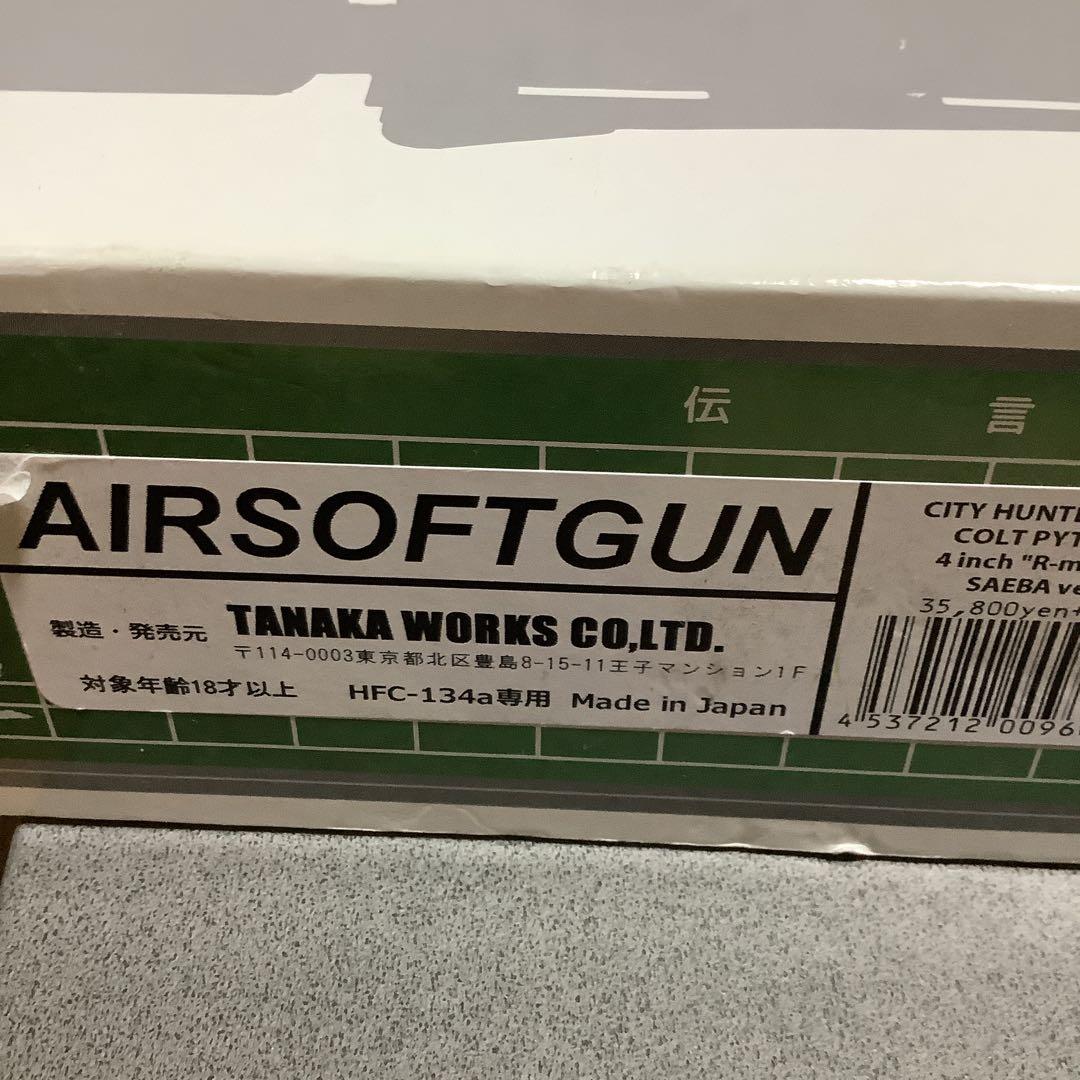 伝 言
AIRSOFTGUN
製造・発売元 TANAKA WORKS CO,LTD.
〒114-0003東京都北区豊島8-15-11王子マンション1F
対象年齢18才以上 HFC-134a専用 Made in Japan
CITY HUNTE
COLT PYT
4 inch "R-m
SAEBA ve
35,800yen+
4 537212 0096